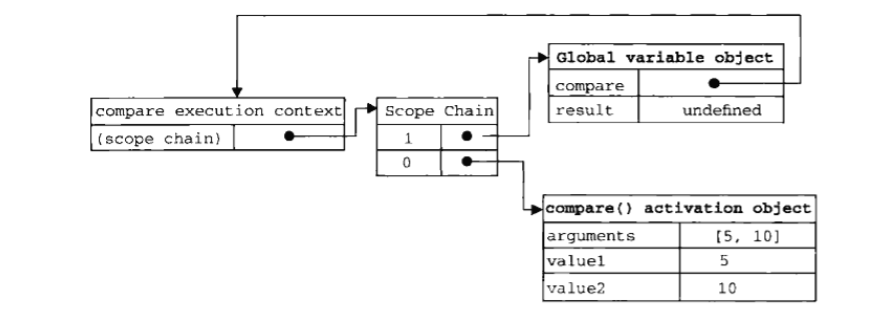 Global variable object
compare
result undefined
compare execution context
(scope chain)
Scope Chain
1
0
compare() activation object
arguments [5, 10]
value1 5
value2 10